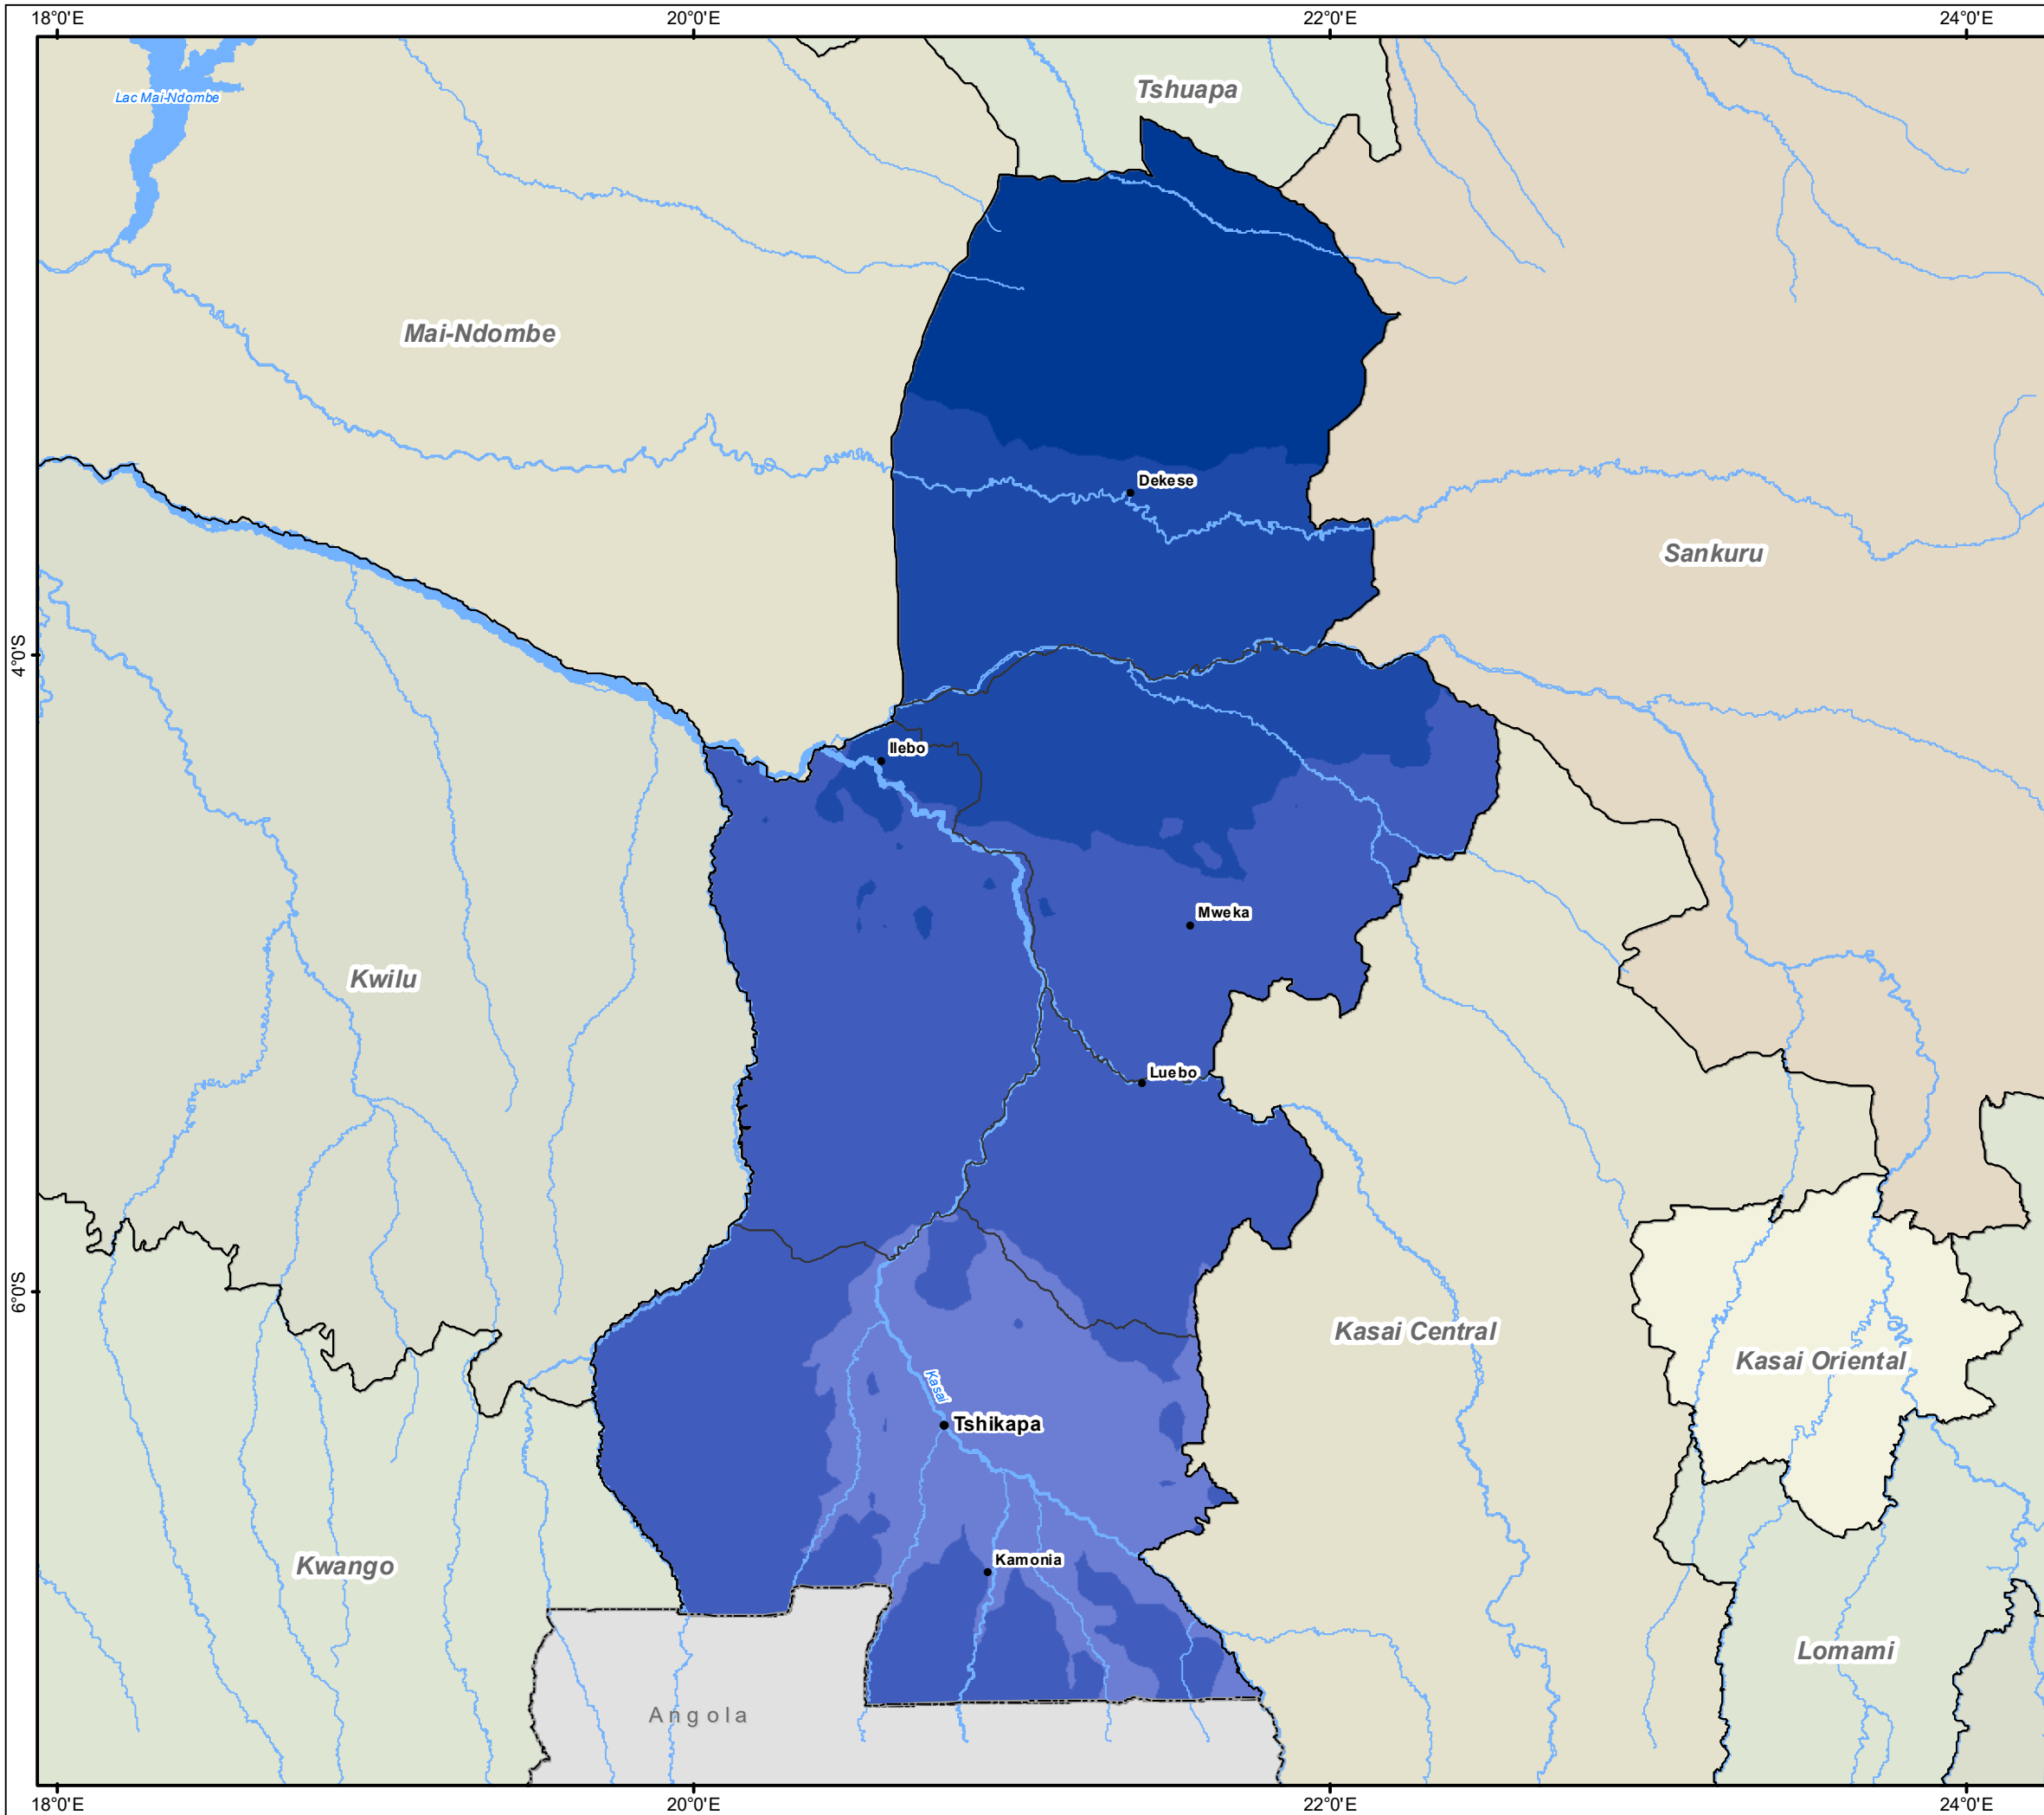 18°0'E 20°0'E 22°0'E 24°0'E
Tshuapa
Lac Mai-Ndombe
Mai-Ndombe
Dekese
Sankuru
4°0'S
Ilebo
Mweka
Kwilu
Luebo
6°0'S
Kasai Central
Kasai Oriental
Kasai
Tshikapa
Kamonia
Kwango
Lomami
Angola
18°0'E 20°0'E 22°0'E 24°0'E